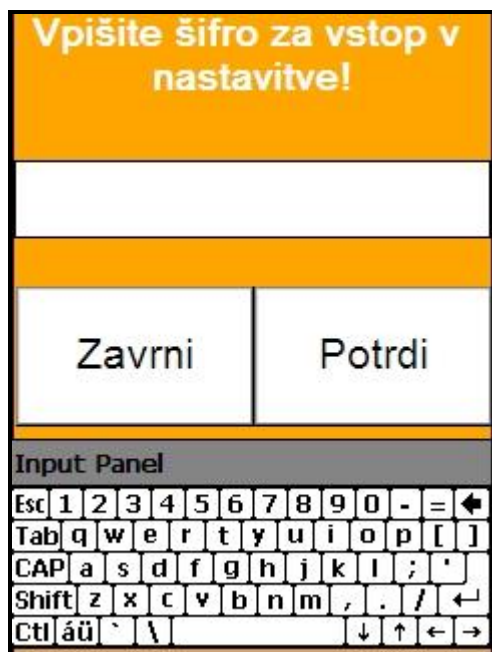 Vpišite šifro za vstop v
nastavitve!
Zavrni Potrdi
Input Panel
Esc 1 2 3 4 5 6 7 8 9 0 - = 🡸
Tab q w e r t y u i o p [ ]
CAP a s d f g h j k l ; '
Shift z x c v b n m , . / ↵
Ctl áü ` \ ↓ ↑ ← →